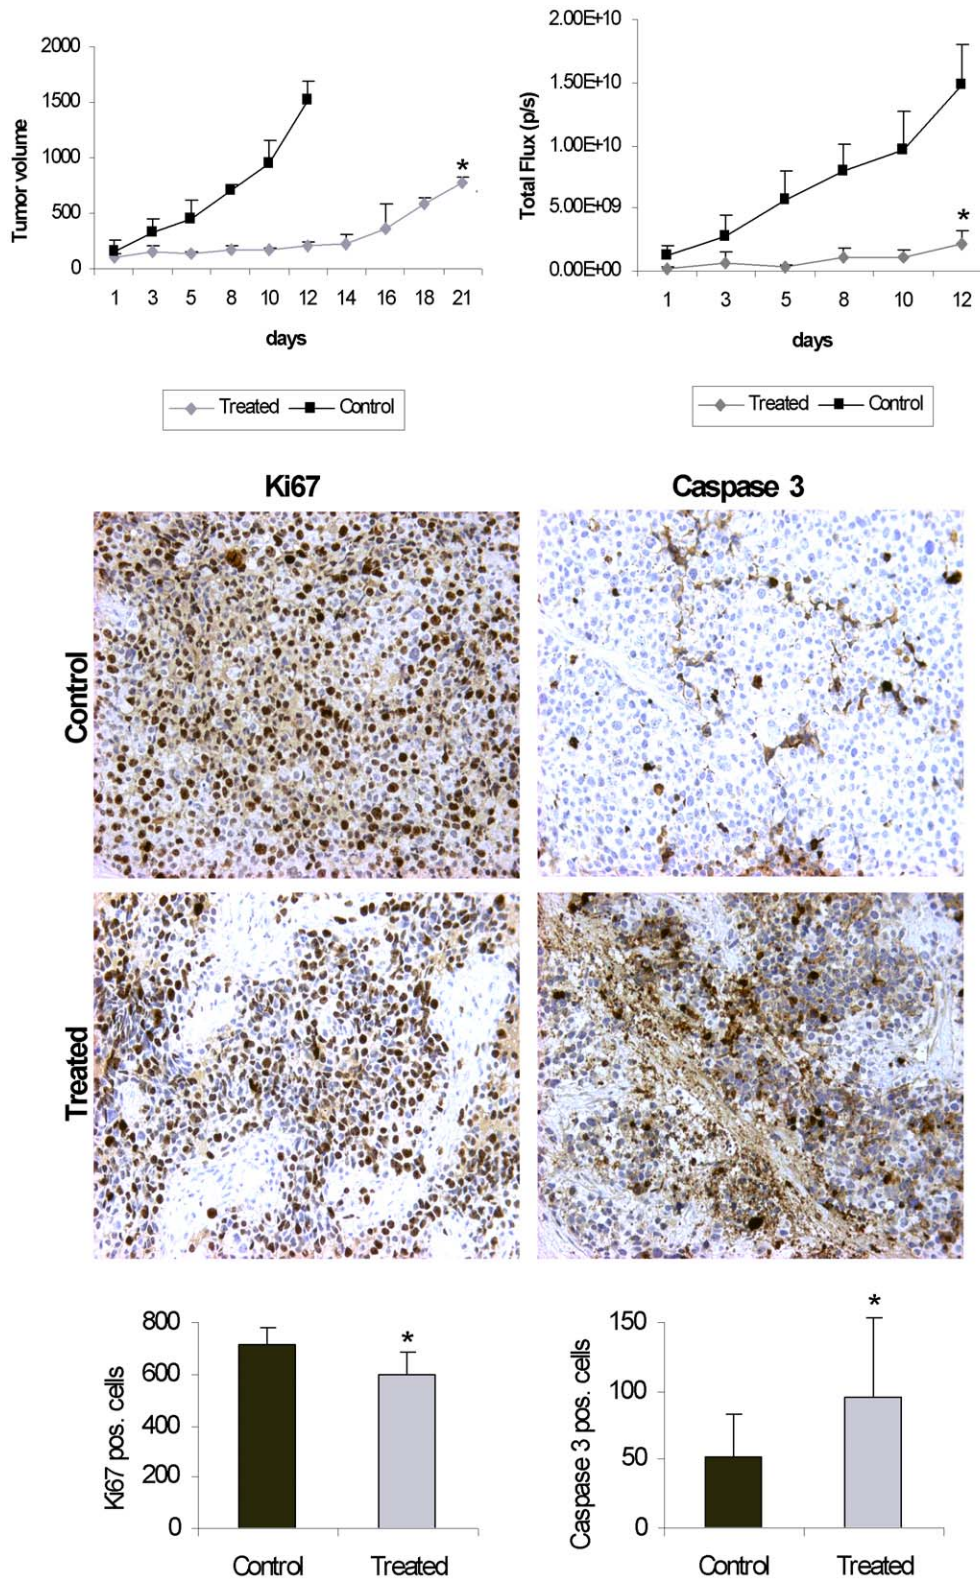 2000
1500
1000
500
0
Tumor volume
*
1 3 5 8 10 12 14 16 18 21
days
Treated Control
2.00E+10
1.50E+10
1.00E+10
5.00E+09
0.00E+00
Total Flux (p/s)
*
1 3 5 8 10 12
days
Treated Control
Ki67 Caspase 3
Control
Treated
800
600
400
200
0
Ki67 pos. cells
*
Control Treated
150
100
50
0
Caspase 3 pos. cells
*
Control Treated